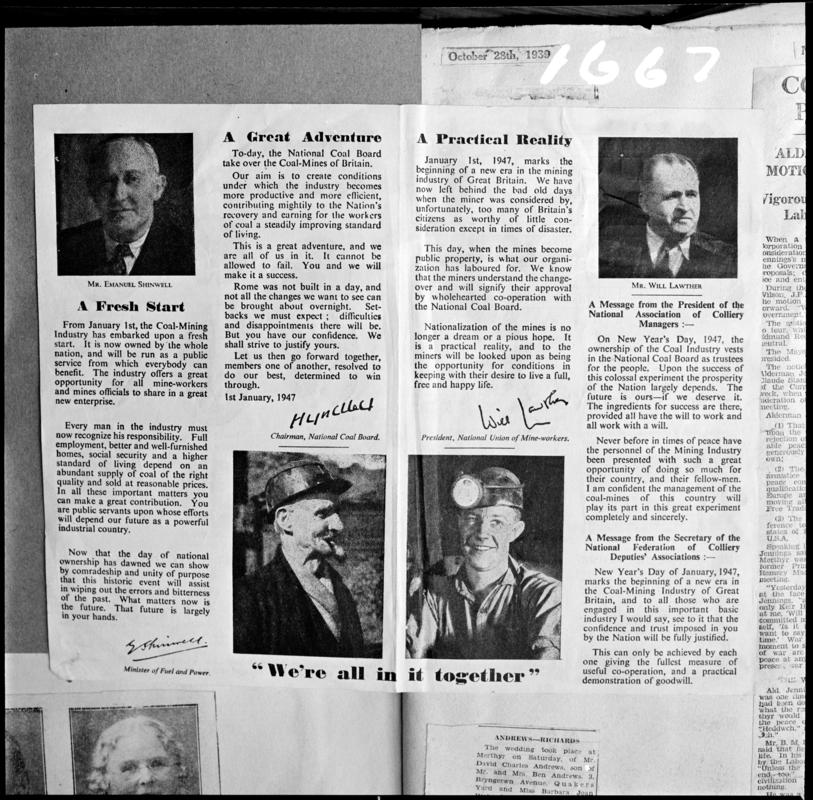 October 28th, 1939
1667
MR. EMANUEL SHINWELL
A Fresh Start
From January 1st, the Coal-Mining
Industry has embarked upon a fresh
start. It is now owned by the whole
nation, and will be run as a public
service from which everybody can
benefit. The industry offers a great
opportunity for all mine-workers
and mines officials to share in a great
new enterprise.
Every man in the industry must
now recognize his responsibility. Full
employment, better and well-furnished
homes, social security and a higher
standard of living depend on an
abundant supply of coal of the right
quality and sold at reasonable prices.
In all these important matters you
can make a great contribution. You
are public servants upon whose efforts
will depend our future as a powerful
industrial country.
Now that the day of national
ownership has dawned we can show
by comradeship and unity of purpose
that this historic event will assist
in wiping out the errors and bitterness
of the past. What matters now is
the future. That future is largely
in your hands.
E Shinwell.
Minister of Fuel and Power.
A Great Adventure
To-day, the National Coal Board
take over the Coal-Mines of Britain.
Our aim is to create conditions
under which the industry becomes
more productive and more efficient,
contributing mightily to the Nation's
recovery and earning for the workers
of coal a steadily improving standard
of living.
This is a great adventure, and we
are all of us in it. It cannot be
allowed to fail. You and we will
make it a success.
Rome was not built in a day, and
not all the changes we want to see can
be brought about overnight. Set-
backs we must expect; difficulties
and disappointments there will be.
But you have our confidence. We
shall strive to justify yours.
Let us then go forward together,
members one of another, resolved to
do our best, determined to win
through.
1st January, 1947
Chairman, National Coal Board.
A Practical Reality
January 1st, 1947, marks the
beginning of a new era in the mining
industry of Great Britain. We have
now left behind the bad old days
when the miner was considered by,
unfortunately, too many of Britain's
citizens as worthy of little con-
sideration except in times of disaster.
This day, when the mines become
public property, is what our organi-
zation has laboured for. We know
that the miners understand the change-
over and will signify their approval
by wholehearted co-operation with
the National Coal Board.
Nationalization of the mines is no
longer a dream or a pious hope. It
is a practical reality, and to the
miners will be looked upon as being
the opportunity for conditions in
keeping with their desire to live a full,
free and happy life.
Will Lawther
President, National Union of Mine-workers.
MR. WILL LAWTHER
A Message from the President of the
National Association of Colliery
Managers :—
On New Year's Day, 1947, the
ownership of the Coal Industry vests
in the National Coal Board as trustees
for the people. Upon the success of
this colossal experiment the prosperity
of the Nation largely depends. The
future is ours—if we deserve it.
The ingredients for success are there,
provided all have the will to work and
all work with a will.
Never before in times of peace have
the personnel of the Mining Industry
been presented with such a great
opportunity of doing so much for
their country, and their fellow-men.
I am confident the management of the
coal-mines of this country will
play its part in this great experiment
completely and sincerely.
A Message from the Secretary of the
National Federation of Colliery
Deputies' Associations :—
New Year's Day of January, 1947,
marks the beginning of a new era in
the Coal-Mining Industry of Great
Britain, and to all those who are
engaged in this important basic
industry I would say, see to it that the
confidence and trust imposed in you
by the Nation will be fully justified.
This can only be achieved by each
one giving the fullest measure of
useful co-operation, and a practical
demonstration of goodwill.
"We're all in it together"
ANDREWS—RICHARDS
The wedding took place at
Merthyr on Saturday, of Mr.
David Charles Andrews, son of
Mr. and Mrs. Ben Andrews, 3,
Bryngerwn Avenue, Quakers
Yard and Miss Barbara Joan